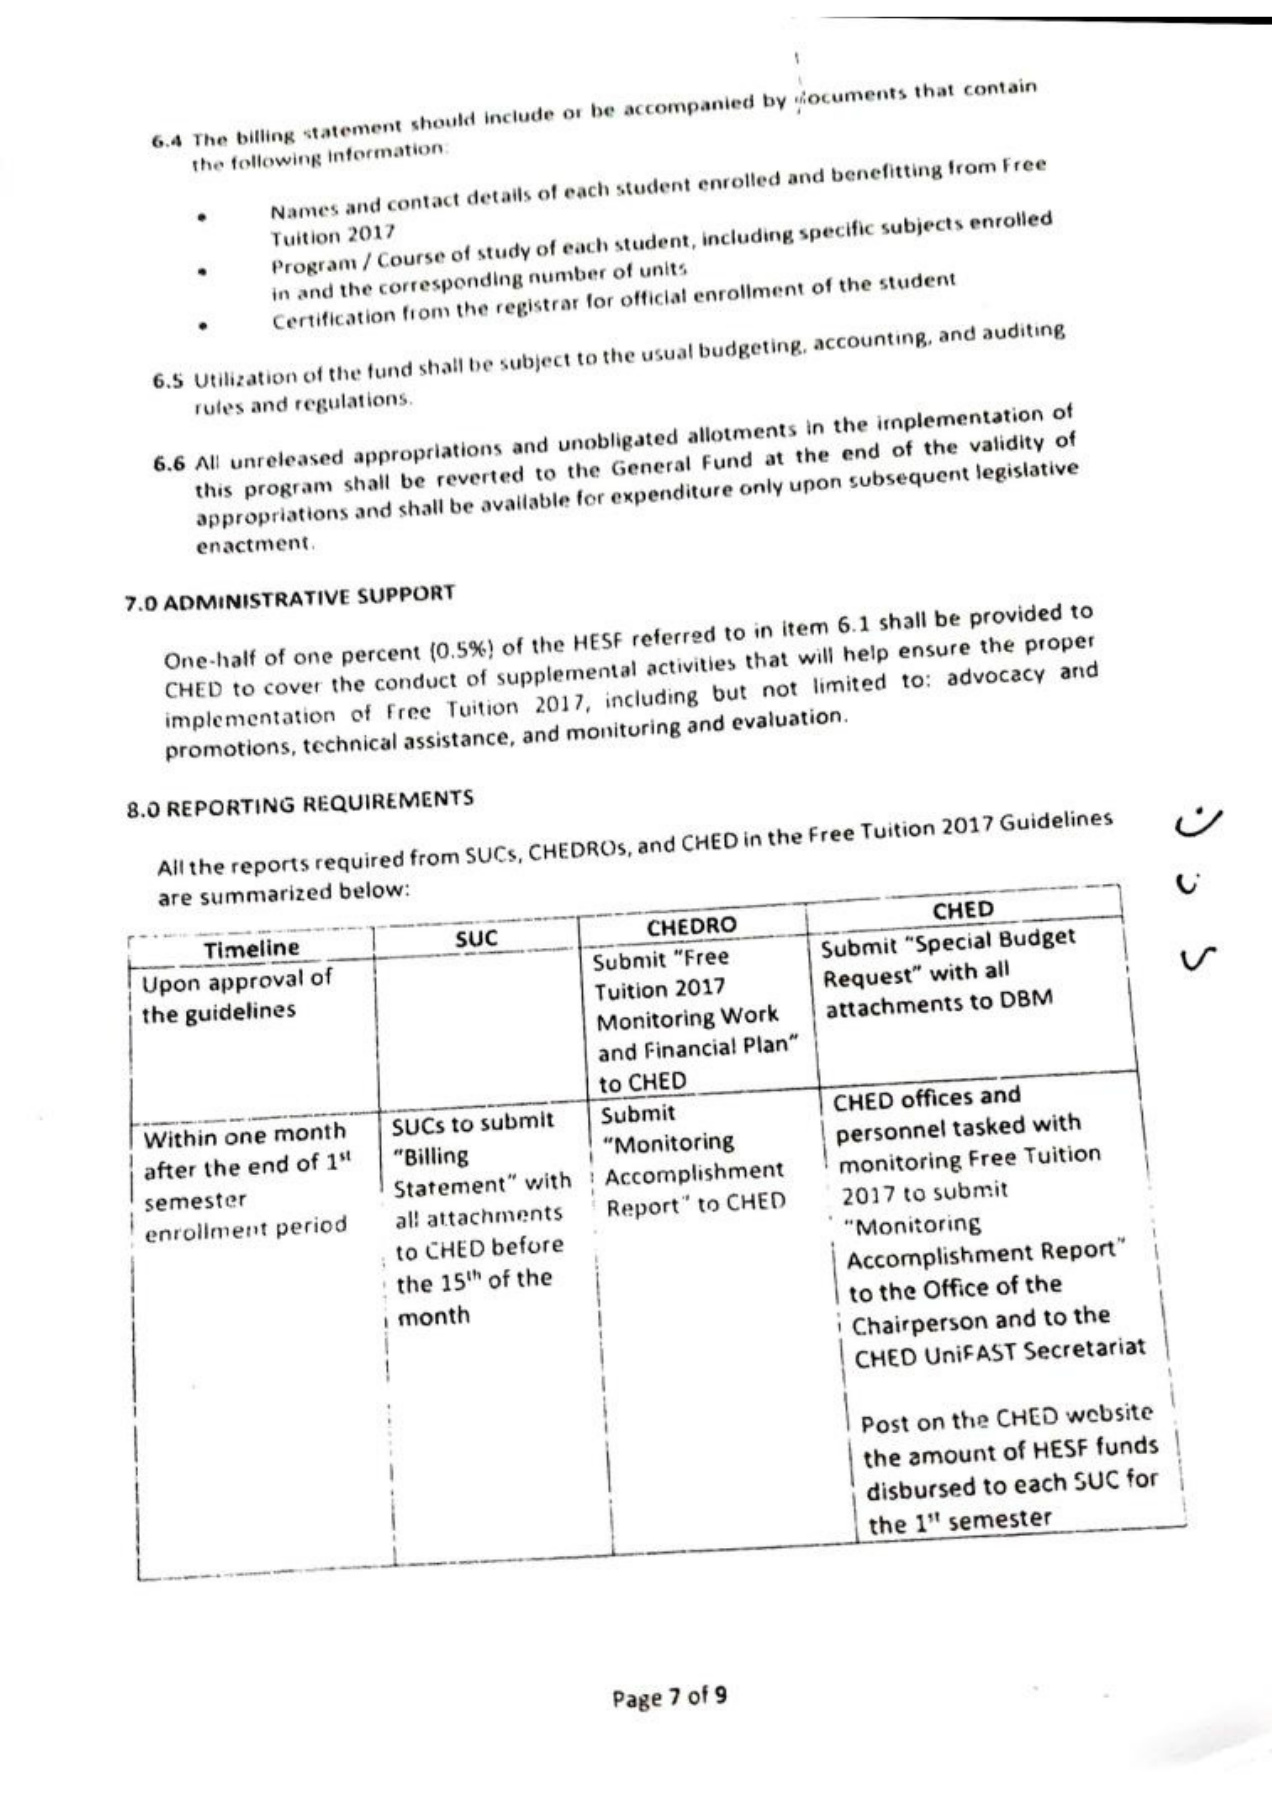 6.4 The billing statement should include or be accompanied by documents that contain
the following information:
• Names and contact details of each student enrolled and benefitting from Free
Tuition 2017
• Program / Course of study of each student, including specific subjects enrolled
in and the corresponding number of units
• Certification from the registrar for official enrollment of the student
6.5 Utilization of the fund shall be subject to the usual budgeting, accounting, and auditing
rules and regulations.
6.6 All unreleased appropriations and unobligated allotments in the implementation of
this program shall be reverted to the General Fund at the end of the validity of
appropriations and shall be available for expenditure only upon subsequent legislative
enactment.
7.0 ADMINISTRATIVE SUPPORT
One-half of one percent (0.5%) of the HESF referred to in item 6.1 shall be provided to
CHED to cover the conduct of supplemental activities that will help ensure the proper
implementation of Free Tuition 2017, including but not limited to: advocacy and
promotions, technical assistance, and monitoring and evaluation.
8.0 REPORTING REQUIREMENTS
All the reports required from SUCs, CHEDROs, and CHED in the Free Tuition 2017 Guidelines
are summarized below:
Timeline
SUC
CHEDRO
CHED
Upon approval of
the guidelines
Submit "Free
Tuition 2017
Monitoring Work
and Financial Plan"
to CHED
Submit "Special Budget
Request" with all
attachments to DBM
Within one month
after the end of 1st
semester
enrollment period
SUCs to submit
"Billing
Statement" with
all attachments
to CHED before
the 15th of the
month
Submit
"Monitoring
Accomplishment
Report" to CHED
CHED offices and
personnel tasked with
monitoring Free Tuition
2017 to submit
"Monitoring
Accomplishment Report"
to the Office of the
Chairperson and to the
CHED UniFAST Secretariat
Post on the CHED website
the amount of HESF funds
disbursed to each SUC for
the 1st semester
Page 7 of 9